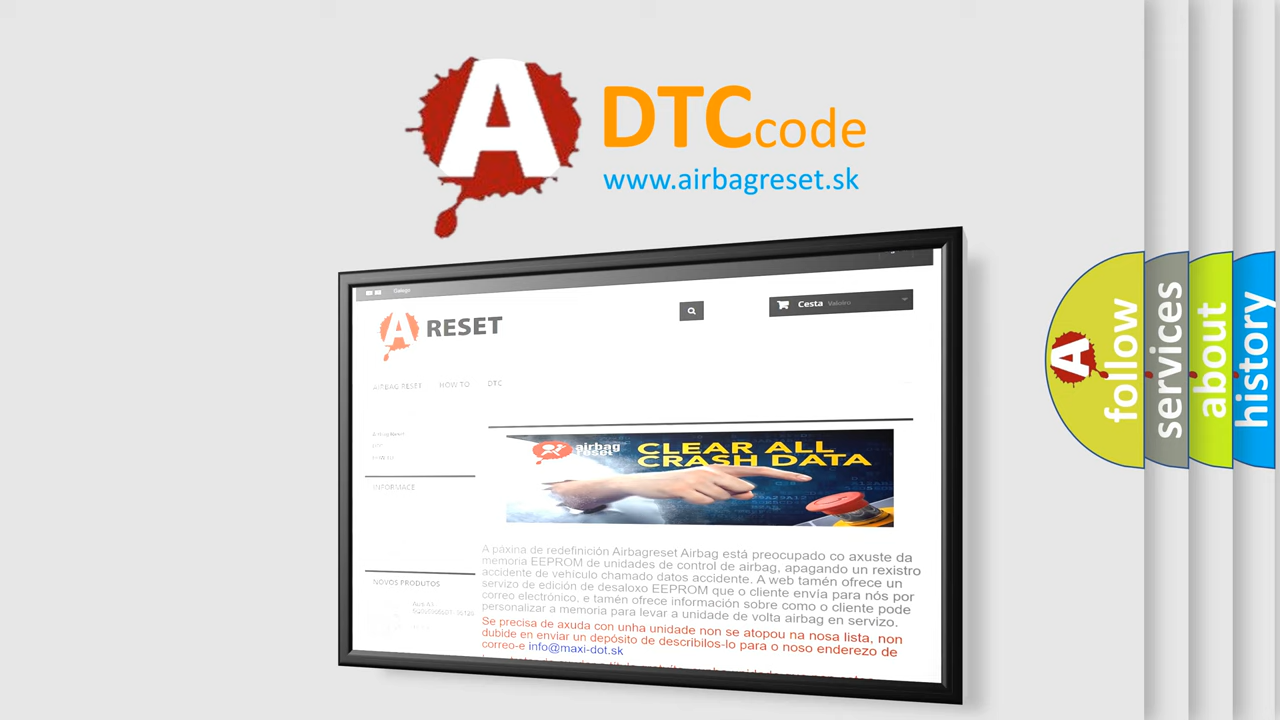 A
DTCcode
www.airbagreset.sk
Galego
A RESET
Cesta
AIRBAG RESET HOW TO DTC
INFORMACE
airbag
reset
CLEAR ALL
CRASH DATA
A páxina de redefinición Airbagreset Airbag está preocupado co axuste da
memoria EEPROM de unidades de control de airbag, apagando un rexistro
accidente de vehículo chamado datos accidente. A web tamén ofrece un
servizo de edición de desaloxo EEPROM que o cliente envía para nós por
correo electrónico, e tamén ofrece información sobre como o cliente pode
personalizar a memoria para levar a unidade de volta airbag en servizo.
Se precisa de axuda con unha unidade non se atopou na nosa lista, non
dubide en enviar un depósito de describilos-lo para o noso enderezo de
correo-e info@maxi-dot.sk
NOVOS PRODUTOS
A
follow
services
about
history